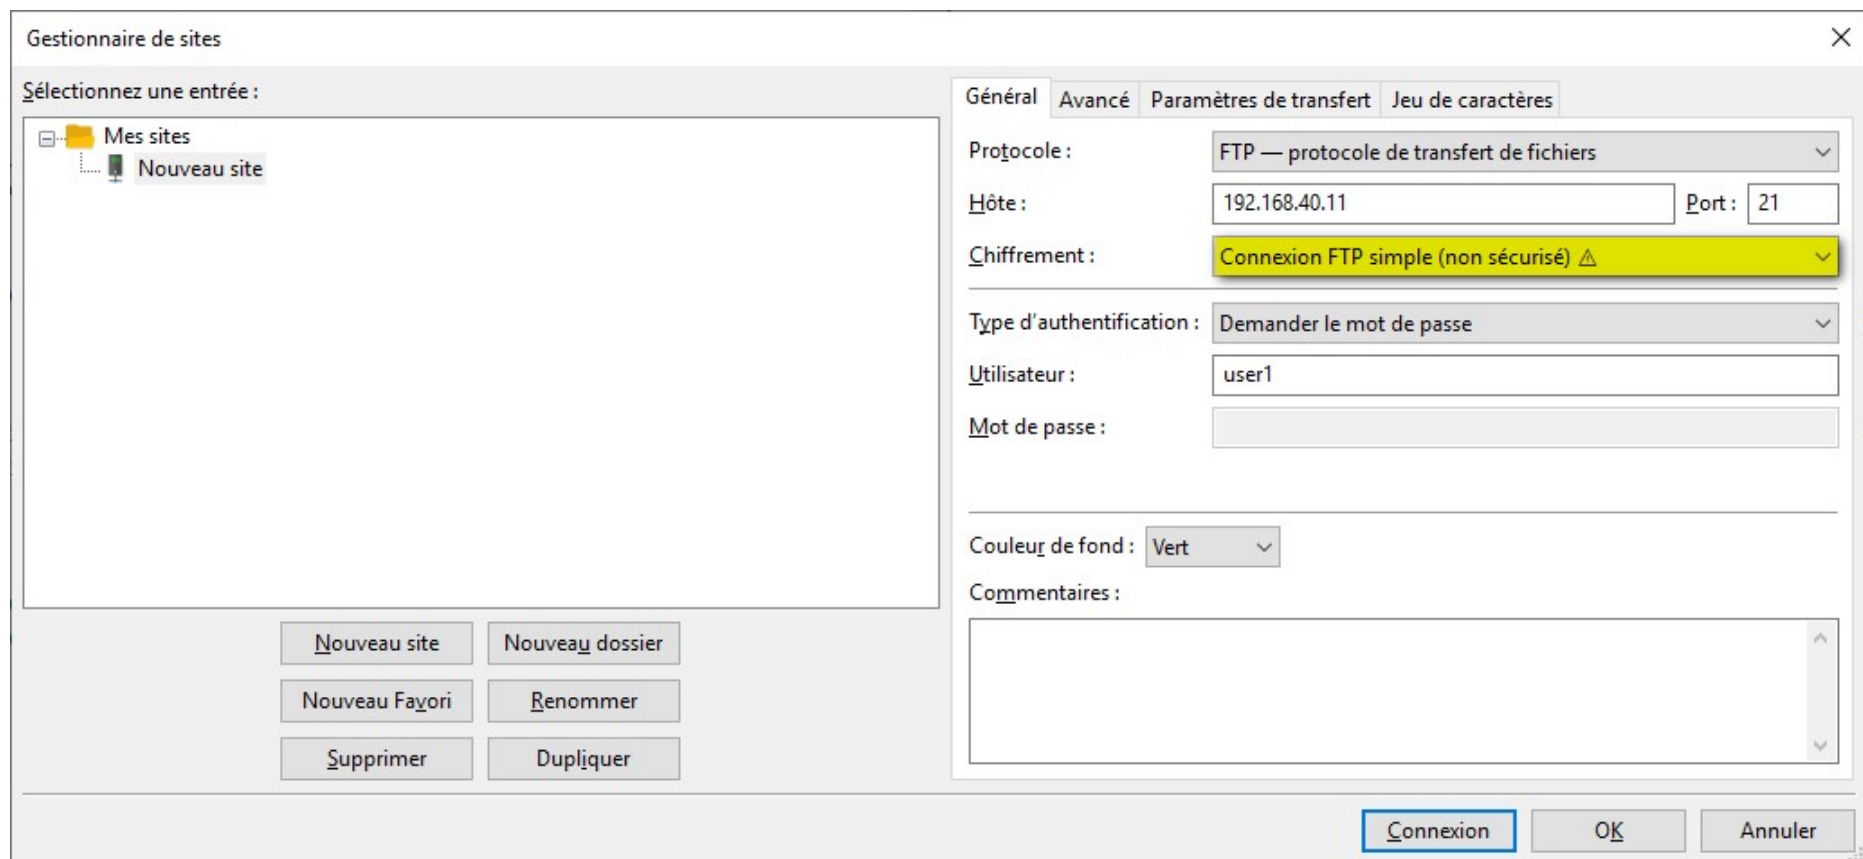 Gestionnaire de sites
Sélectionnez une entrée :
Mes sites
Nouveau site
Nouveau site
Nouveau dossier
Nouveau Favori
Renommer
Supprimer
Dupliquer
Général
Avancé
Paramètres de transfert
Jeu de caractères
Protocole :
FTP — protocole de transfert de fichiers
Hôte :
192.168.40.11
Port :
21
Chiffrement :
Connexion FTP simple (non sécurisé) ⚠
Type d'authentification :
Demander le mot de passe
Utilisateur :
user1
Mot de passe :
Couleur de fond :
Vert
Commentaires :
Connexion
OK
Annuler